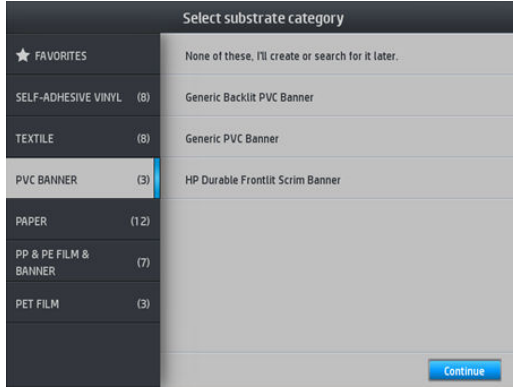 Select substrate category
FAVORITES
None of these, I'll create or search for it later.
SELF-ADHESIVE VINYL (8)
Generic Backlit PVC Banner
TEXTILE (8)
Generic PVC Banner
PVC BANNER (3)
HP Durable Frontlit Scrim Banner
PAPER (12)
PP & PE FILM &
BANNER (7)
PET FILM (3)
Continue